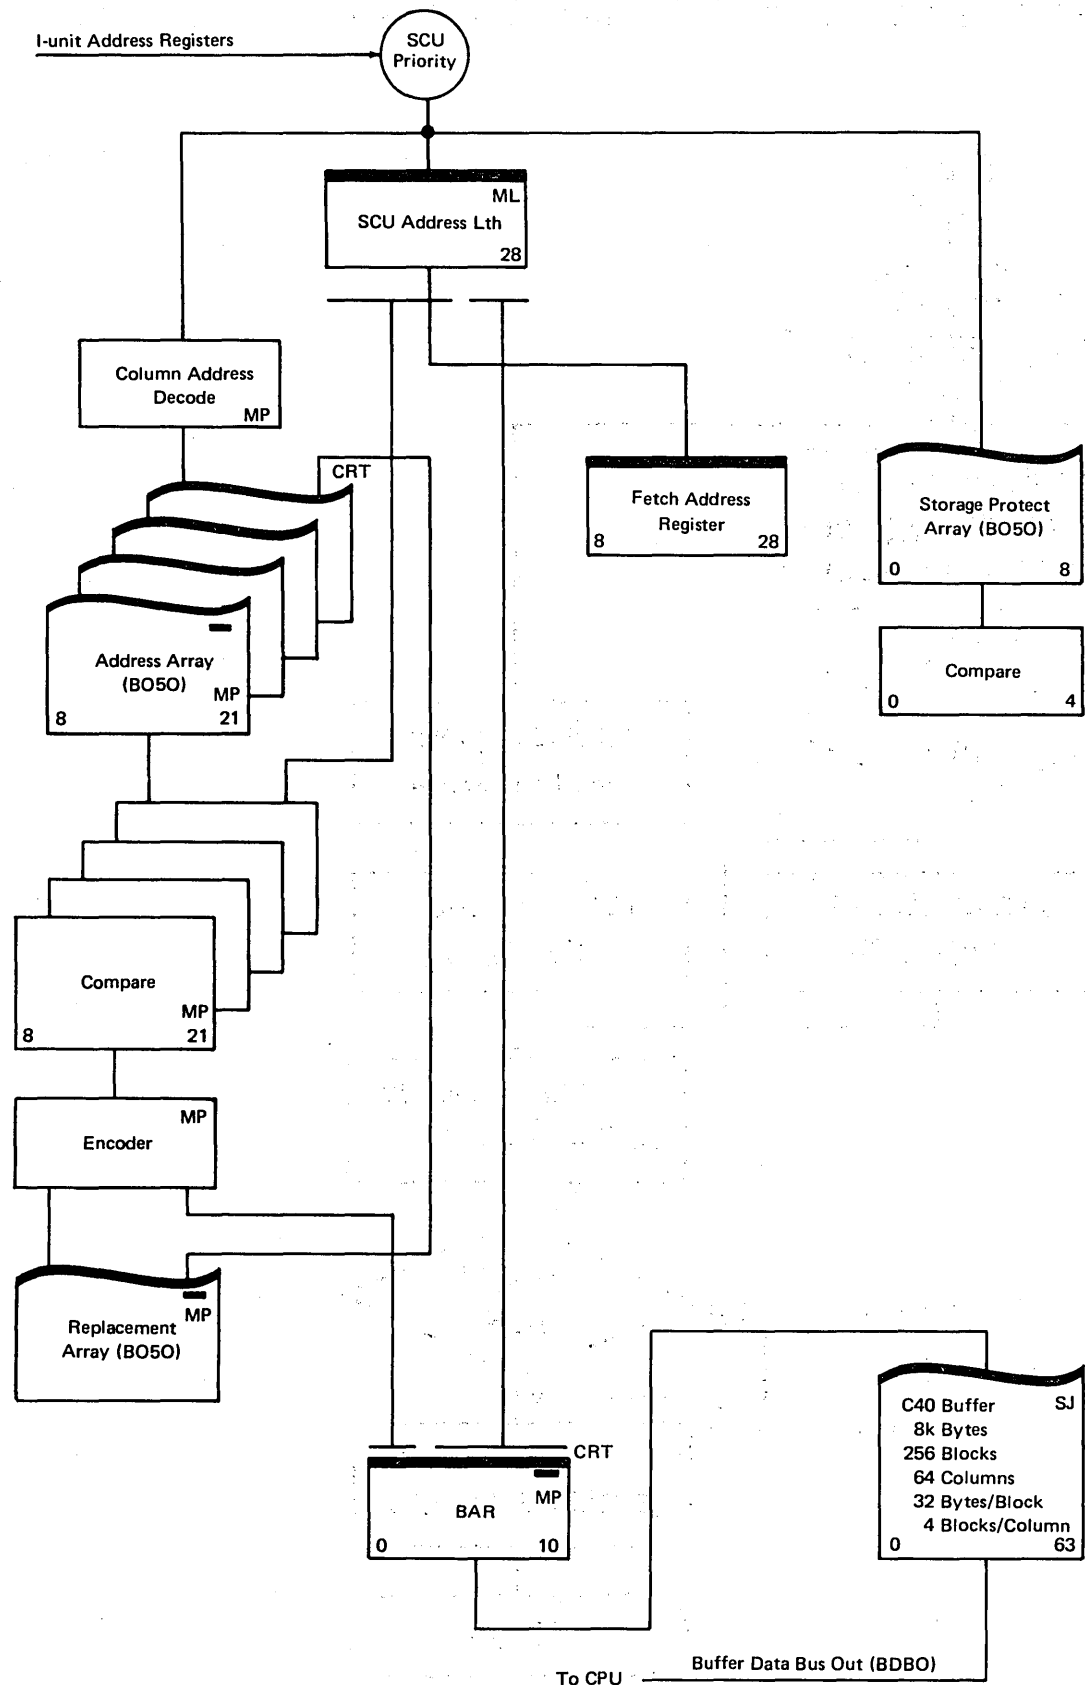 I-unit Address Registers
SCU
Priority
ML
SCU Address Lth
28
Column Address
Decode
MP
CRT
Fetch Address
Register
8 28
Storage Protect
Array (BO5O)
0 8
Address Array
(BO5O)
MP
8 21
Compare
0 4
Compare
MP
8 21
MP
Encoder
MP
Replacement
Array (BO5O)
CRT
MP
BAR
0 10
C40 Buffer SJ
8k Bytes
256 Blocks
64 Columns
32 Bytes/Block
4 Blocks/Column
0 63
Buffer Data Bus Out (BDBO)
To CPU